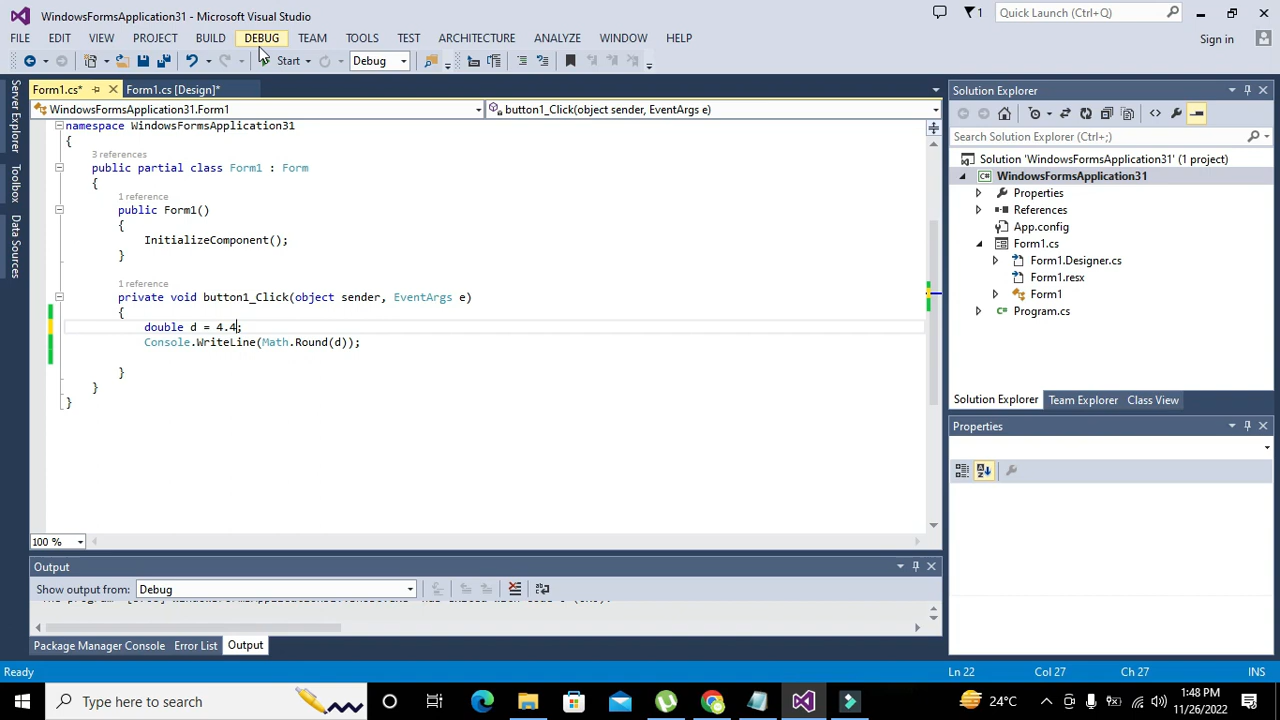 WindowsFormsApplication31 - Microsoft Visual Studio
1
Quick Launch (Ctrl+Q)
FILE EDIT VIEW PROJECT BUILD DEBUG TEAM TOOLS TEST ARCHITECTURE ANALYZE WINDOW HELP
Sign in
Start Debug
Form1.cs* Form1.cs [Design]*
WindowsFormsApplication31.Form1 button1_Click(object sender, EventArgs e)
namespace WindowsFormsApplication31
{
3 references
public partial class Form1 : Form
{
1 reference
public Form1()
{
InitializeComponent();
}
1 reference
private void button1_Click(object sender, EventArgs e)
{
double d = 4.4;
Console.WriteLine(Math.Round(d));
}
}
}
100 %
Server Explorer
Toolbox
Data Sources
Solution Explorer
Search Solution Explorer (Ctrl+;)
Solution 'WindowsFormsApplication31' (1 project)
C# WindowsFormsApplication31
Properties
References
App.config
Form1.cs
Form1.Designer.cs
Form1.resx
Form1
Program.cs
Solution Explorer Team Explorer Class View
Properties
Output
Show output from: Debug
Package Manager Console Error List Output
Ready
Ln 22 Col 27 Ch 27 INS
Type here to search
24°C
1:48 PM
11/26/2022